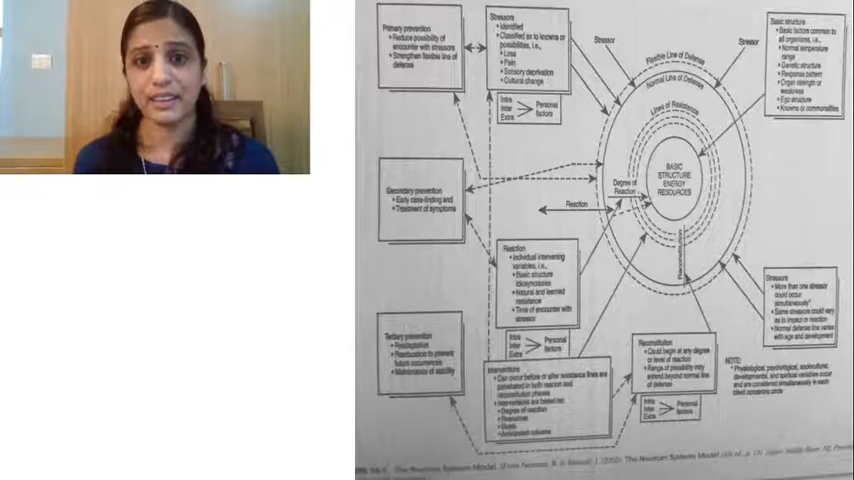 Primary prevention
• Reduce possibility of
encounter with stressors
• Strengthen flexible line of
defense
Stressors
• Identified
• Classified as to knowns or
possibilities, i.e.,
• Loss
• Pain
• Sensory deprivation
• Cultural change
Intra
Inter
Extra
Personal
factors
Stressor
Stressor
Flexible Line of Defense
Normal Line of Defense
Lines of Resistance
BASIC
STRUCTURE
ENERGY
RESOURCES
Basic structure
• Basic factors common to
all organisms, i.e.,
• Normal temperature
range
• Genetic structure
• Response pattern
• Organ strength or
weakness
• Ego structure
• Knowns or commonalities
Secondary prevention
• Early case-finding and
• Treatment of symptoms
Degree of
Reaction
Reaction
Reconstitution
Reaction
• Individual intervening
variables, i.e.,
• Basic structure
idiosyncrasies
• Natural and learned
resistance
• Time of encounter with
stressor
Intra
Inter
Extra
Personal
factors
Stressors
• More than one stressor
could occur
simultaneously*
• Same stressors could vary
as to impact or reaction
• Normal defense line varies
with age and development
Tertiary prevention
• Readaptation
• Reeducation to prevent
future occurrences
• Maintenance of stability
Interventions
• Can occur before or after resistance lines are
penetrated in both reaction and
reconstitution phases
• Interventions are based on:
• Degree of reaction
• Resources
• Goals
• Anticipated outcome
Reconstitution
• Could begin at any degree
or level of reaction
• Range of possibility may
extend beyond normal line
of defense
Intra
Inter
Extra
Personal
factors
NOTE:
* Physiological, psychological, sociocultural,
developmental, and spiritual variables occur
and are considered simultaneously in each
client concentric circle
The Neuman Systems Model. (From Neuman, B. & Fawcett, J. [2002]. The Neuman Systems Model